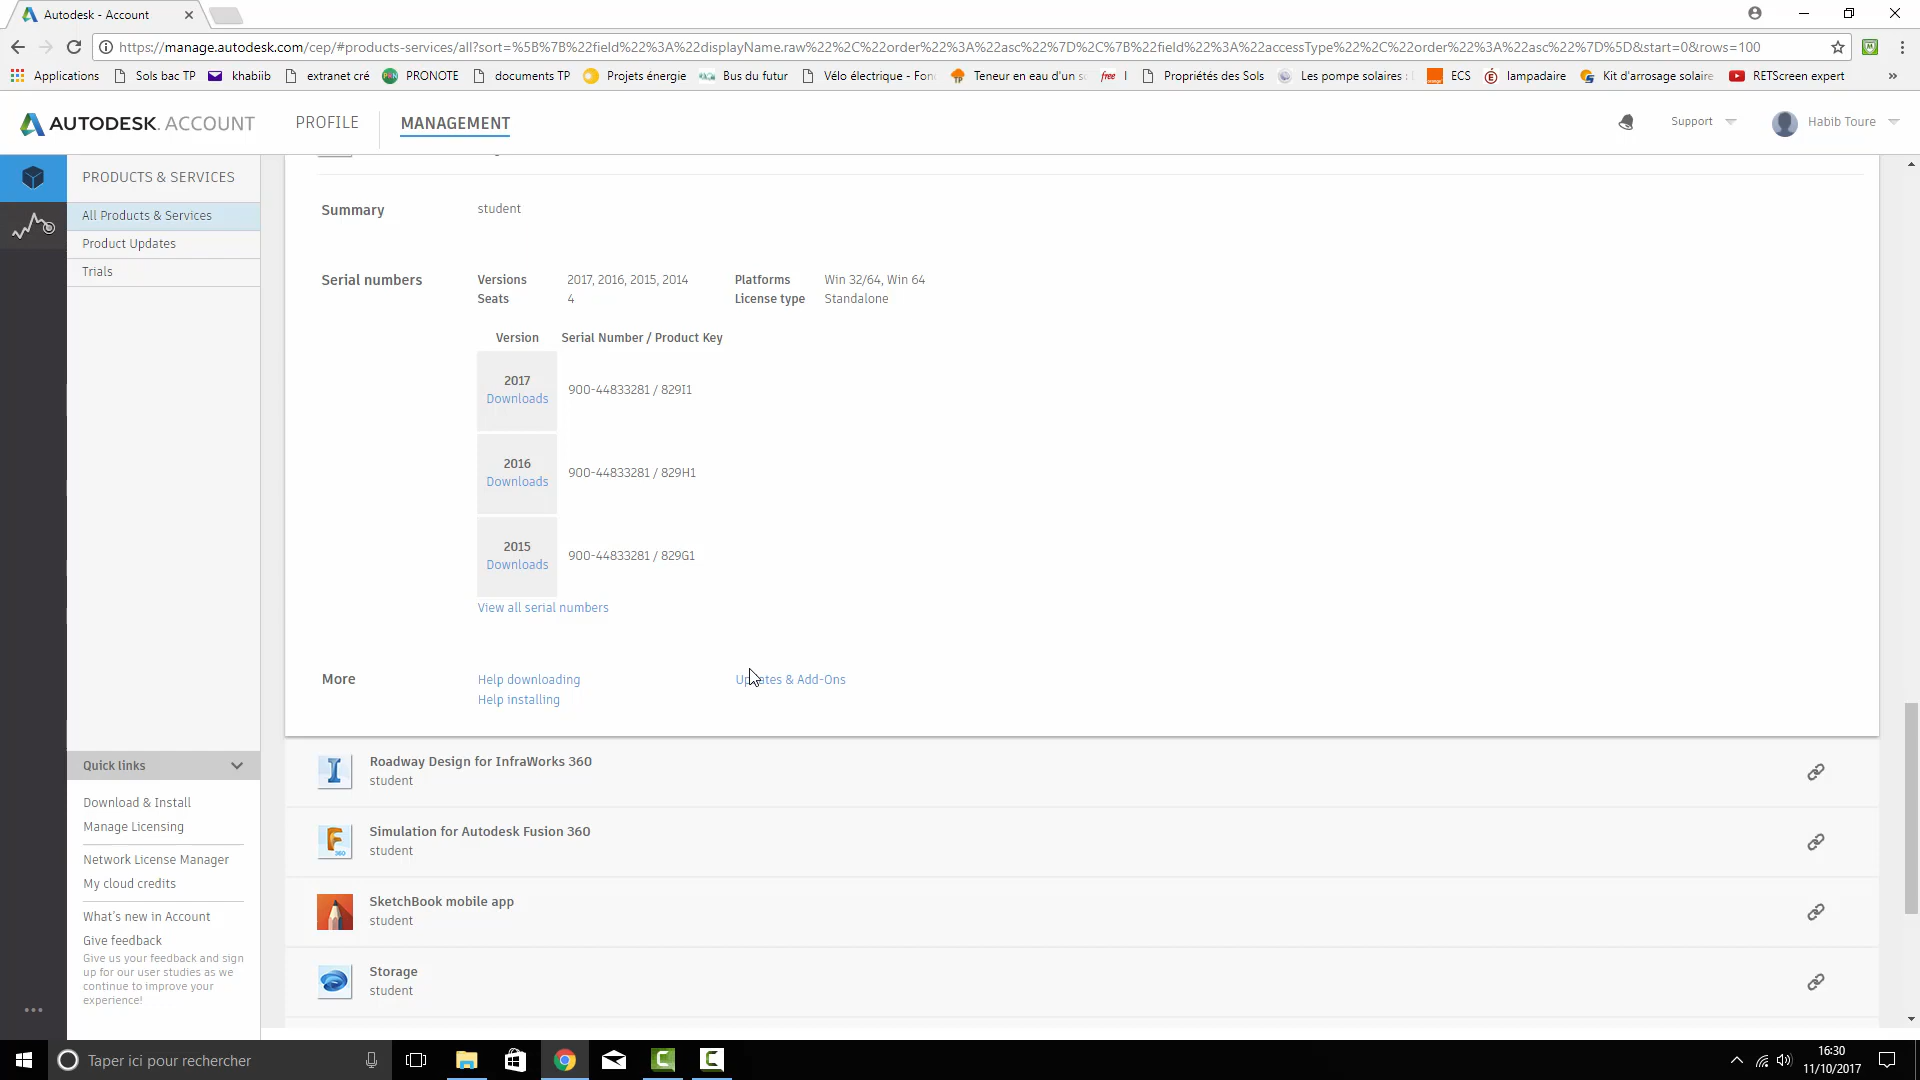 Autodesk - Account
https://manage.autodesk.com/cep/#products-services/all?sort=%5B%7B%22field%22%3A%22displayName.raw%22%2C%22order%22%3A%22asc%22%7D%2C%7B%22field%22%3A%22accessType%22%2C%22order%22%3A%22asc%22%7D%5D&start=0&rows=100
Applications Sols bac TP khabiib extranet cré PRONOTE documents TP Projets énergie Bus du futur Vélo électrique - Fon Teneur en eau d'un s free I Propriétés des Sols Les pompe solaires : ECS lampadaire Kit d'arrosage solaire RETScreen expert »
AUTODESK. ACCOUNT PROFILE MANAGEMENT Support Habib Toure
PRODUCTS & SERVICES
All Products & Services
Product Updates
Trials
Quick links
Download & Install
Manage Licensing
Network License Manager
My cloud credits
What's new in Account
Give feedback
Give us your feedback and sign
up for our user studies as we
continue to improve your
experience!
Summary student
Serial numbers Versions 2017, 2016, 2015, 2014 Platforms Win 32/64, Win 64
Seats 4 License type Standalone
Version Serial Number / Product Key
2017
Downloads 900-44833281 / 829I1
2016
Downloads 900-44833281 / 829H1
2015
Downloads 900-44833281 / 829G1
View all serial numbers
More Help downloading Updates & Add-Ons
Help installing
Roadway Design for InfraWorks 360
student
Simulation for Autodesk Fusion 360
student
SketchBook mobile app
student
Storage
student
Taper ici pour rechercher
16:30
11/10/2017